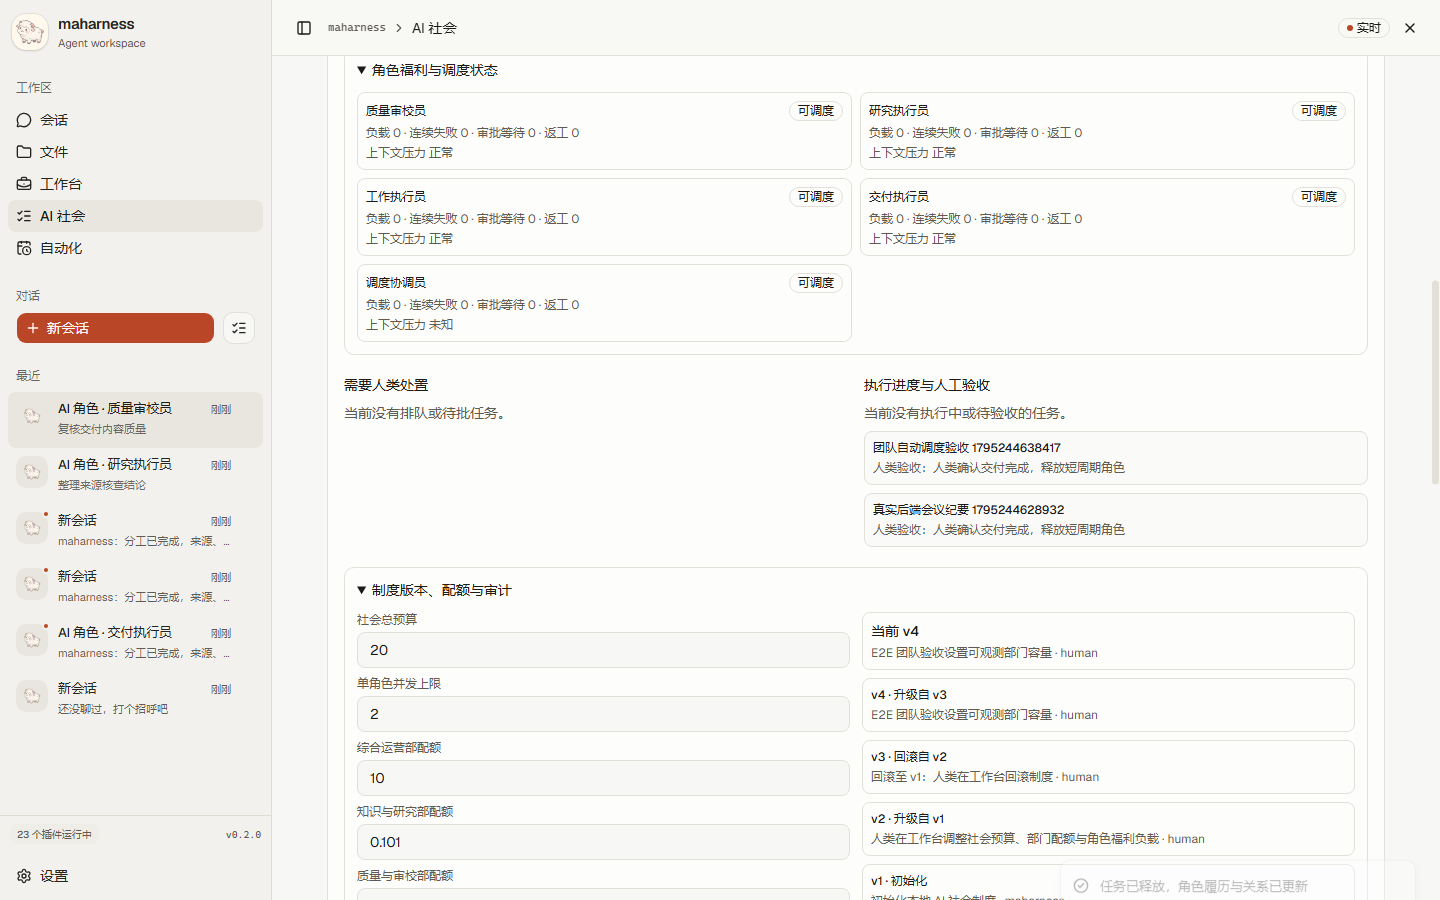 maharness
Agent workspace
工作区
会话
文件
工作台
AI 社会
自动化
对话
新会话
最近
AI 角色 · 质量审校员 刚刚
复核交付内容质量
AI 角色 · 研究执行员 刚刚
整理来源核查结论
新会话 刚刚
maharness：分工已完成，来源、...
新会话 刚刚
maharness：分工已完成，来源、...
AI 角色 · 交付执行员 刚刚
maharness：分工已完成，来源、...
新会话 刚刚
还没聊过，打个招呼吧
23 个插件运行中 v0.2.0
设置
maharness > AI 社会
实时
▼ 角色福利与调度状态
质量审校员 可调度
负载 0 · 连续失败 0 · 审批等待 0 · 返工 0
上下文压力 正常
研究执行员 可调度
负载 0 · 连续失败 0 · 审批等待 0 · 返工 0
上下文压力 正常
工作执行员 可调度
负载 0 · 连续失败 0 · 审批等待 0 · 返工 0
上下文压力 正常
交付执行员 可调度
负载 0 · 连续失败 0 · 审批等待 0 · 返工 0
上下文压力 正常
调度协调员 可调度
负载 0 · 连续失败 0 · 审批等待 0 · 返工 0
上下文压力 未知
需要人类处置
当前没有排队或待批任务。
执行进度与人工验收
当前没有执行中或待验收的任务。
团队自动调度验收 1795244638417
人类验收：人类确认交付完成，释放短周期角色
真实后端会议纪要 1795244628932
人类验收：人类确认交付完成，释放短周期角色
▼ 制度版本、配额与审计
社会总预算
20
单角色并发上限
2
综合运营部配额
10
知识与研究部配额
0.101
质量与审校部配额
当前 v4
E2E 团队验收设置可观测部门容量 · human
v4 · 升级自 v3
E2E 团队验收设置可观测部门容量 · human
v3 · 回滚自 v2
回滚至 v1：人类在工作台回滚制度 · human
v2 · 升级自 v1
人类在工作台调整社会预算、部门配额与角色福利负载 · human
v1 · 初始化
初始化本地 AI 社会制度 · maharness
任务已释放，角色履历与关系已更新